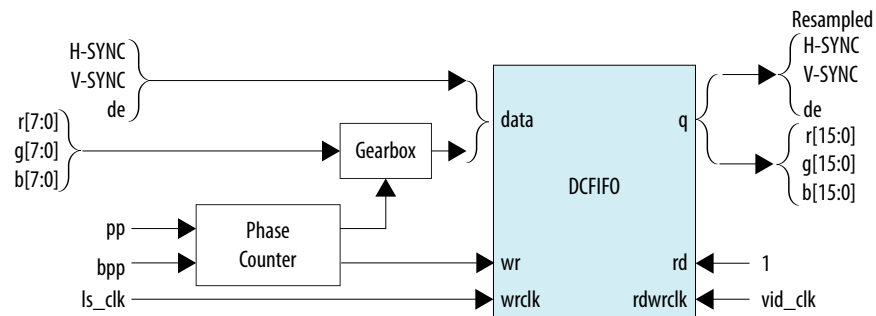 H-SYNC
V-SYNC
de
r[7:0]
g[7:0]
b[7:0]
pp
bpp
ls_clk
Gearbox
Phase
Counter
data
wr
wrclk
DCFIFO
q
rd
rdwrclk
Resampled
H-SYNC
V-SYNC
de
r[15:0]
g[15:0]
b[15:0]
1
vid_clk